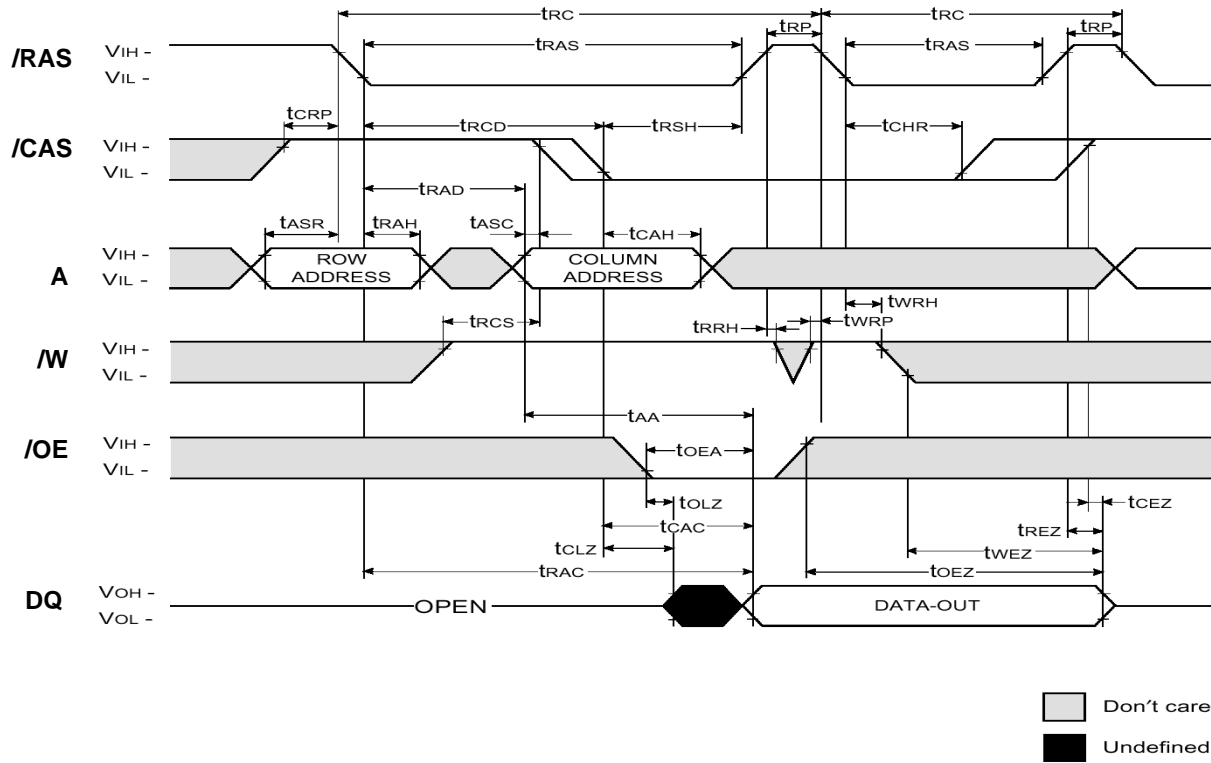 tRC tRC
tRP tRP
tRAS tRAS
/RAS
VIH -
VIL -
tCRP tRCD tRSH tCHR
/CAS
VIH -
VIL -
tRAD
tASR tRAH tASC tCAH
A
VIH -
VIL -
ROW ADDRESS
COLUMN ADDRESS
tWRH
tRCS tRRH tWRP
/W
VIH -
VIL -
tAA
/OE
VIH -
VIL -
tOEA
tOLZ tCEZ
tCAC tREZ
tCLZ tWEZ
tRAC tOEZ
DQ
VOH -
VOL -
OPEN
DATA-OUT
Don't care
Undefined